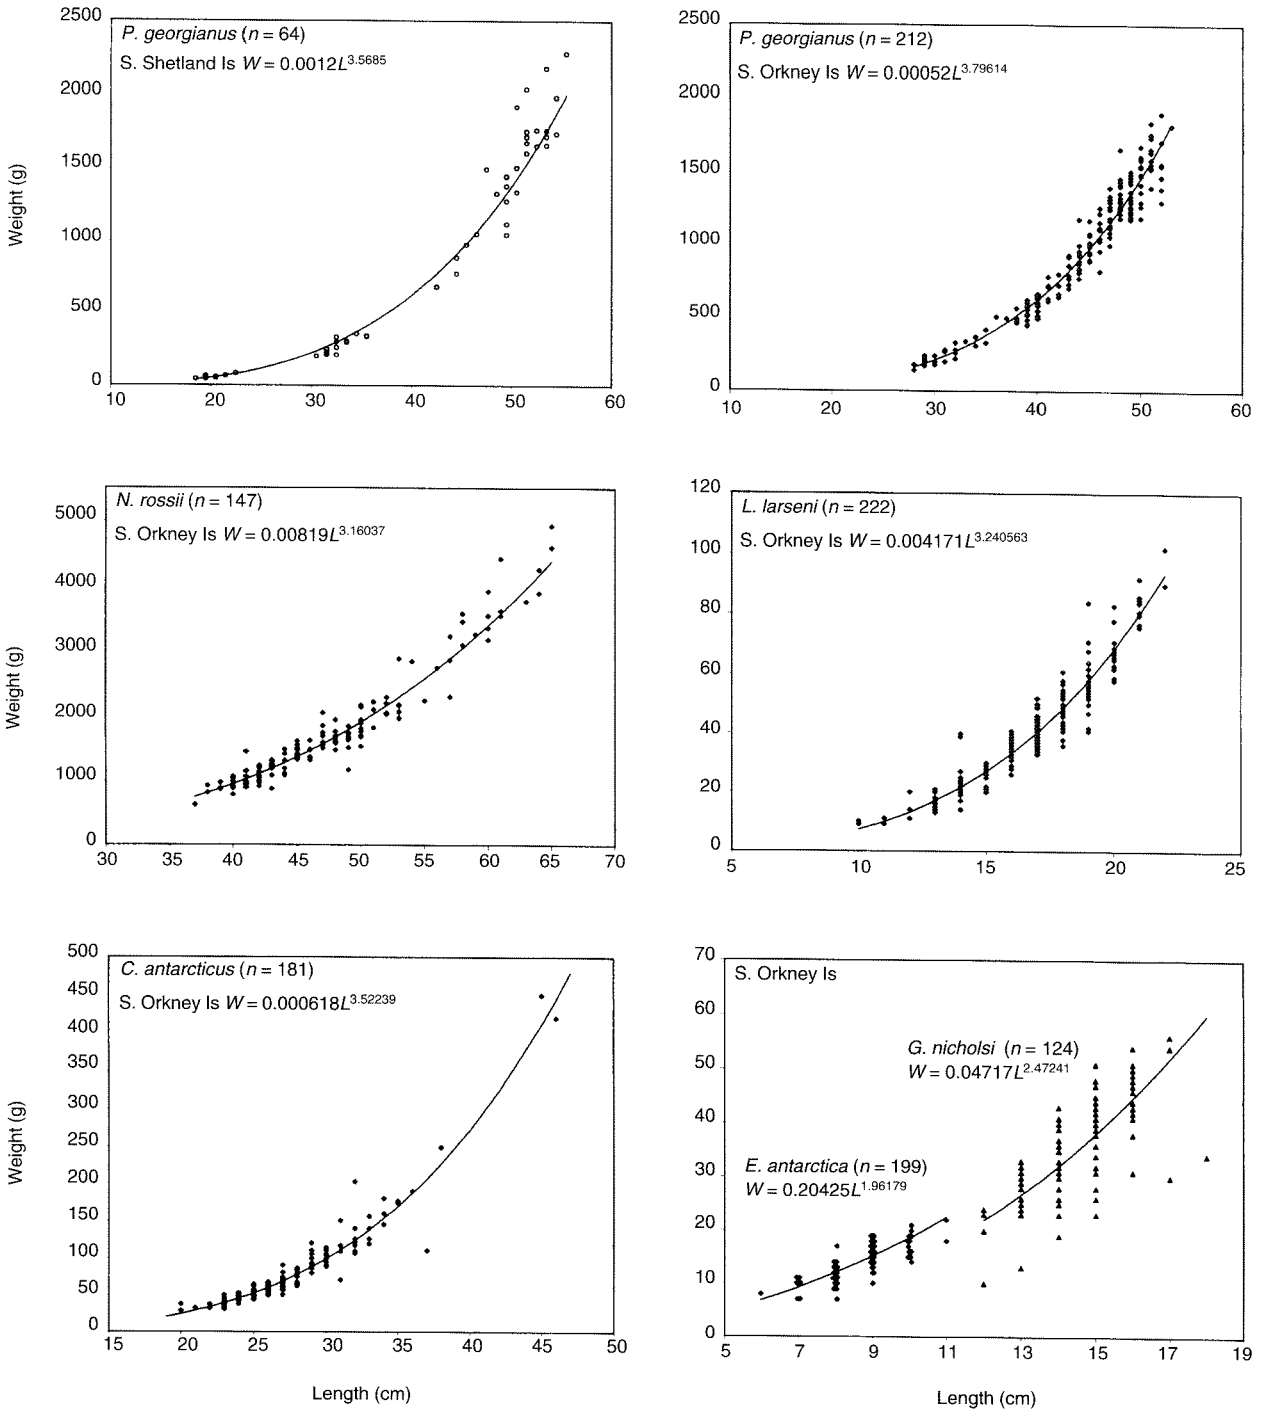 P. georgianus (n = 64)
S. Shetland Is W = 0.0012L^3.5685
Weight (g)
2500
2000
1500
1000
500
0
10 20 30 40 50 60
P. georgianus (n = 212)
S. Orkney Is W = 0.00052L^3.79614
2500
2000
1500
1000
500
0
10 20 30 40 50 60
N. rossii (n = 147)
S. Orkney Is W = 0.00819L^3.16037
Weight (g)
5000
4000
3000
2000
1000
0
30 35 40 45 50 55 60 65 70
L. larseni (n = 222)
S. Orkney Is W = 0.004171L^3.240563
120
100
80
60
40
20
0
5 10 15 20 25
C. antarcticus (n = 181)
S. Orkney Is W = 0.000618L^3.52239
Weight (g)
500
450
400
350
300
250
200
150
100
50
0
15 20 25 30 35 40 45 50
Length (cm)
S. Orkney Is
G. nicholsi (n = 124)
W = 0.04717L^2.47241
E. antarctica (n = 199)
W = 0.20425L^1.96179
70
60
50
40
30
20
10
0
5 7 9 11 13 15 17 19
Length (cm)